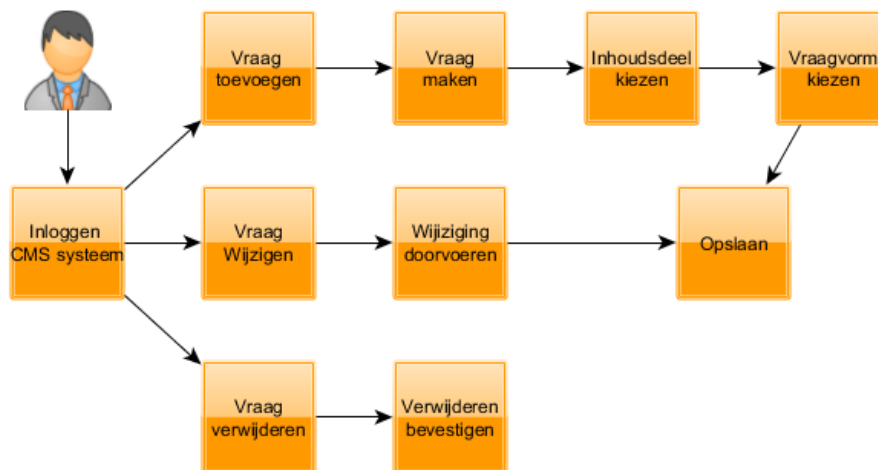 Vraag
toevoegen
Vraag
maken
Inhoudsdeel
kiezen
Vraagvorm
kiezen
Inloggen
CMS systeem
Vraag
Wijzigen
Wijiziging
doorvoeren
Opslaan
Vraag
verwijderen
Verwijderen
bevestigen